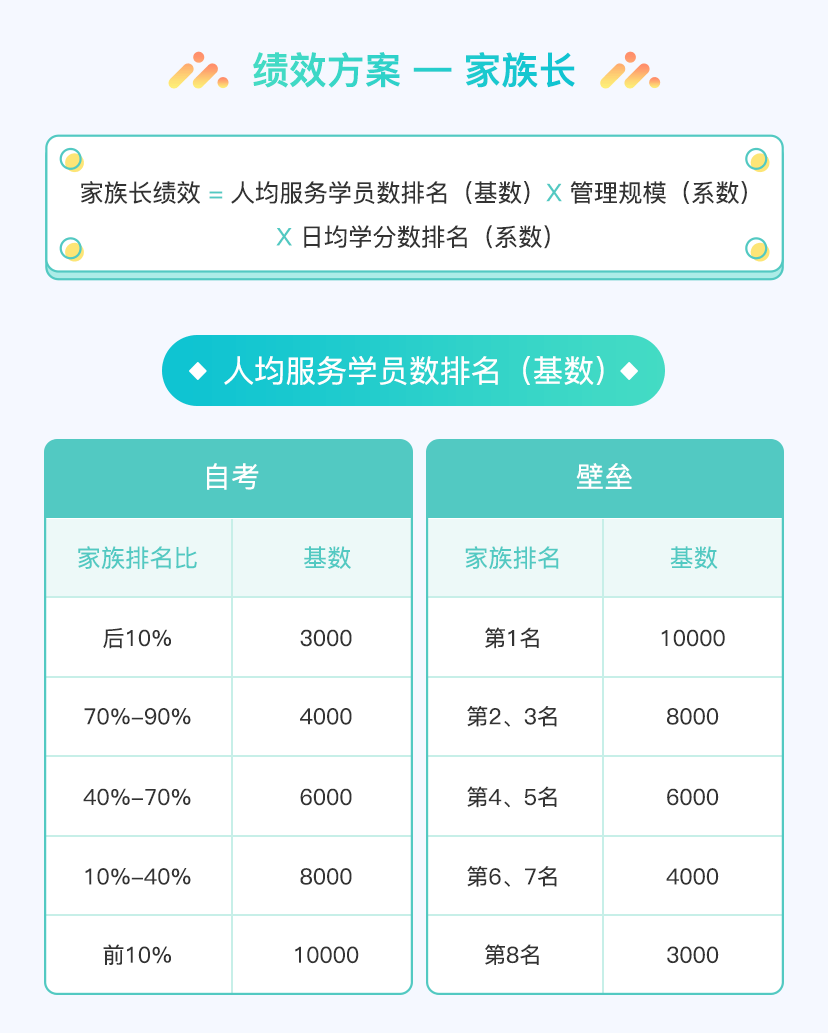 绩效方案 — 家族长
家族长绩效 = 人均服务学员数排名（基数）X 管理规模（系数）
X 日均学分数排名（系数）
人均服务学员数排名（基数）
自考
家族排名比 基数
后10% 3000
70%–90% 4000
40%–70% 6000
10%–40% 8000
前10% 10000
壁垒
家族排名 基数
第1名 10000
第2、3名 8000
第4、5名 6000
第6、7名 4000
第8名 3000